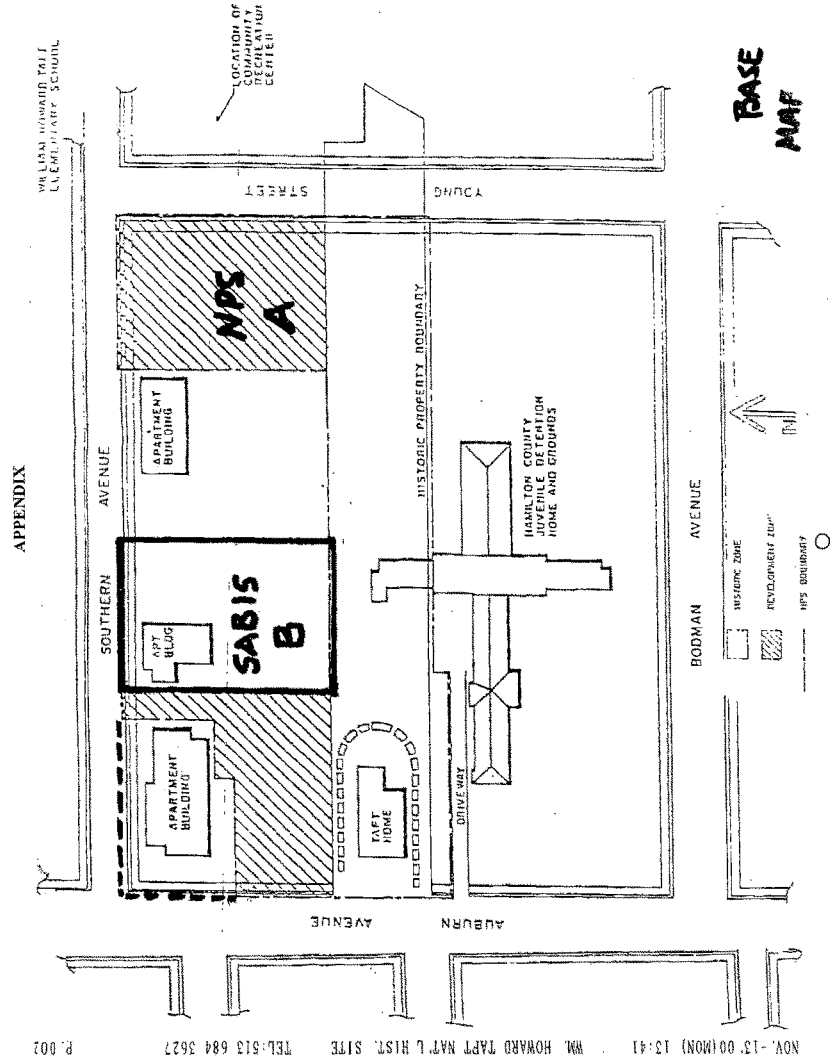 APPENDIX
WILLIAM HOWARD TAFT
ELEMENTARY SCHOOL
LOCATION OF
COMMUNITY
RECREATION
CENTER
SOUTHERN AVENUE
YOUNG STREET
NPS
A
APARTMENT
BUILDING
SABIS
B
APT
BLDG
APARTMENT
BUILDING
TAFT
HOME
HISTORIC PROPERTY BOUNDARY
HAMILTON COUNTY
JUVENILE DETENTION
HOME AND GROUNDS
DRIVEWAY
AUBURN AVENUE
BODMAN AVENUE
BASE
MAP
HISTORIC ZONE
DEVELOPMENT ZONE
NPS BOUNDARY
N
NOV. -13' 00(MON) 13:41 WM. HOWARD TAFT NAT'L HIST. SITE TEL:513 684 3627 P. 002